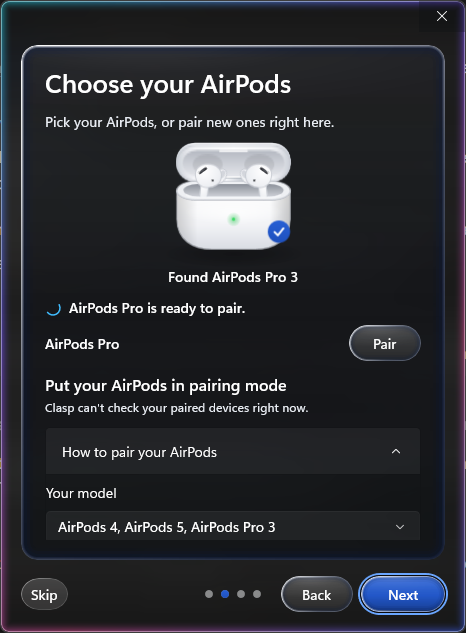 Choose your AirPods
Pick your AirPods, or pair new ones right here.
Found AirPods Pro 3
AirPods Pro is ready to pair.
AirPods Pro
Pair
Put your AirPods in pairing mode
Clasp can't check your paired devices right now.
How to pair your AirPods
Your model
AirPods 4, AirPods 5, AirPods Pro 3
Skip
Back
Next